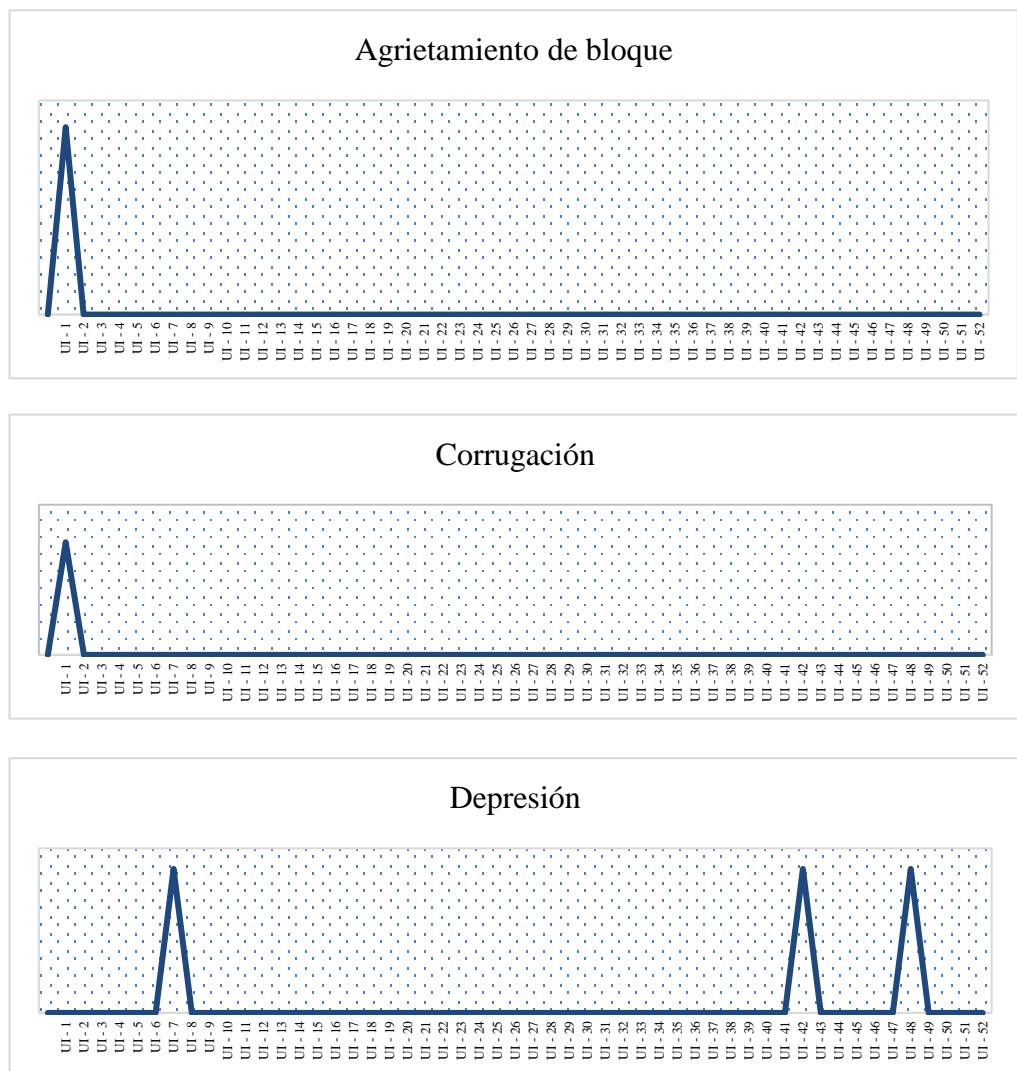 Agrietamiento de bloque
UI - 1
UI - 2
UI - 3
UI - 4
UI - 5
UI - 6
UI - 7
UI - 8
UI - 9
UI - 10
UI - 11
UI - 12
UI - 13
UI - 14
UI - 15
UI - 16
UI - 17
UI - 18
UI - 19
UI - 20
UI - 21
UI - 22
UI - 23
UI - 24
UI - 25
UI - 26
UI - 27
UI - 28
UI - 29
UI - 30
UI - 31
UI - 32
UI - 33
UI - 34
UI - 35
UI - 36
UI - 37
UI - 38
UI - 39
UI - 40
UI - 41
UI - 42
UI - 43
UI - 44
UI - 45
UI - 46
UI - 47
UI - 48
UI - 49
UI - 50
UI - 51
UI - 52
Corrugación
UI - 1
UI - 2
UI - 3
UI - 4
UI - 5
UI - 6
UI - 7
UI - 8
UI - 9
UI - 10
UI - 11
UI - 12
UI - 13
UI - 14
UI - 15
UI - 16
UI - 17
UI - 18
UI - 19
UI - 20
UI - 21
UI - 22
UI - 23
UI - 24
UI - 25
UI - 26
UI - 27
UI - 28
UI - 29
UI - 30
UI - 31
UI - 32
UI - 33
UI - 34
UI - 35
UI - 36
UI - 37
UI - 38
UI - 39
UI - 40
UI - 41
UI - 42
UI - 43
UI - 44
UI - 45
UI - 46
UI - 47
UI - 48
UI - 49
UI - 50
UI - 51
UI - 52
Depresión
UI - 1
UI - 2
UI - 3
UI - 4
UI - 5
UI - 6
UI - 7
UI - 8
UI - 9
UI - 10
UI - 11
UI - 12
UI - 13
UI - 14
UI - 15
UI - 16
UI - 17
UI - 18
UI - 19
UI - 20
UI - 21
UI - 22
UI - 23
UI - 24
UI - 25
UI - 26
UI - 27
UI - 28
UI - 29
UI - 30
UI - 31
UI - 32
UI - 33
UI - 34
UI - 35
UI - 36
UI - 37
UI - 38
UI - 39
UI - 40
UI - 41
UI - 42
UI - 43
UI - 44
UI - 45
UI - 46
UI - 47
UI - 48
UI - 49
UI - 50
UI - 51
UI - 52